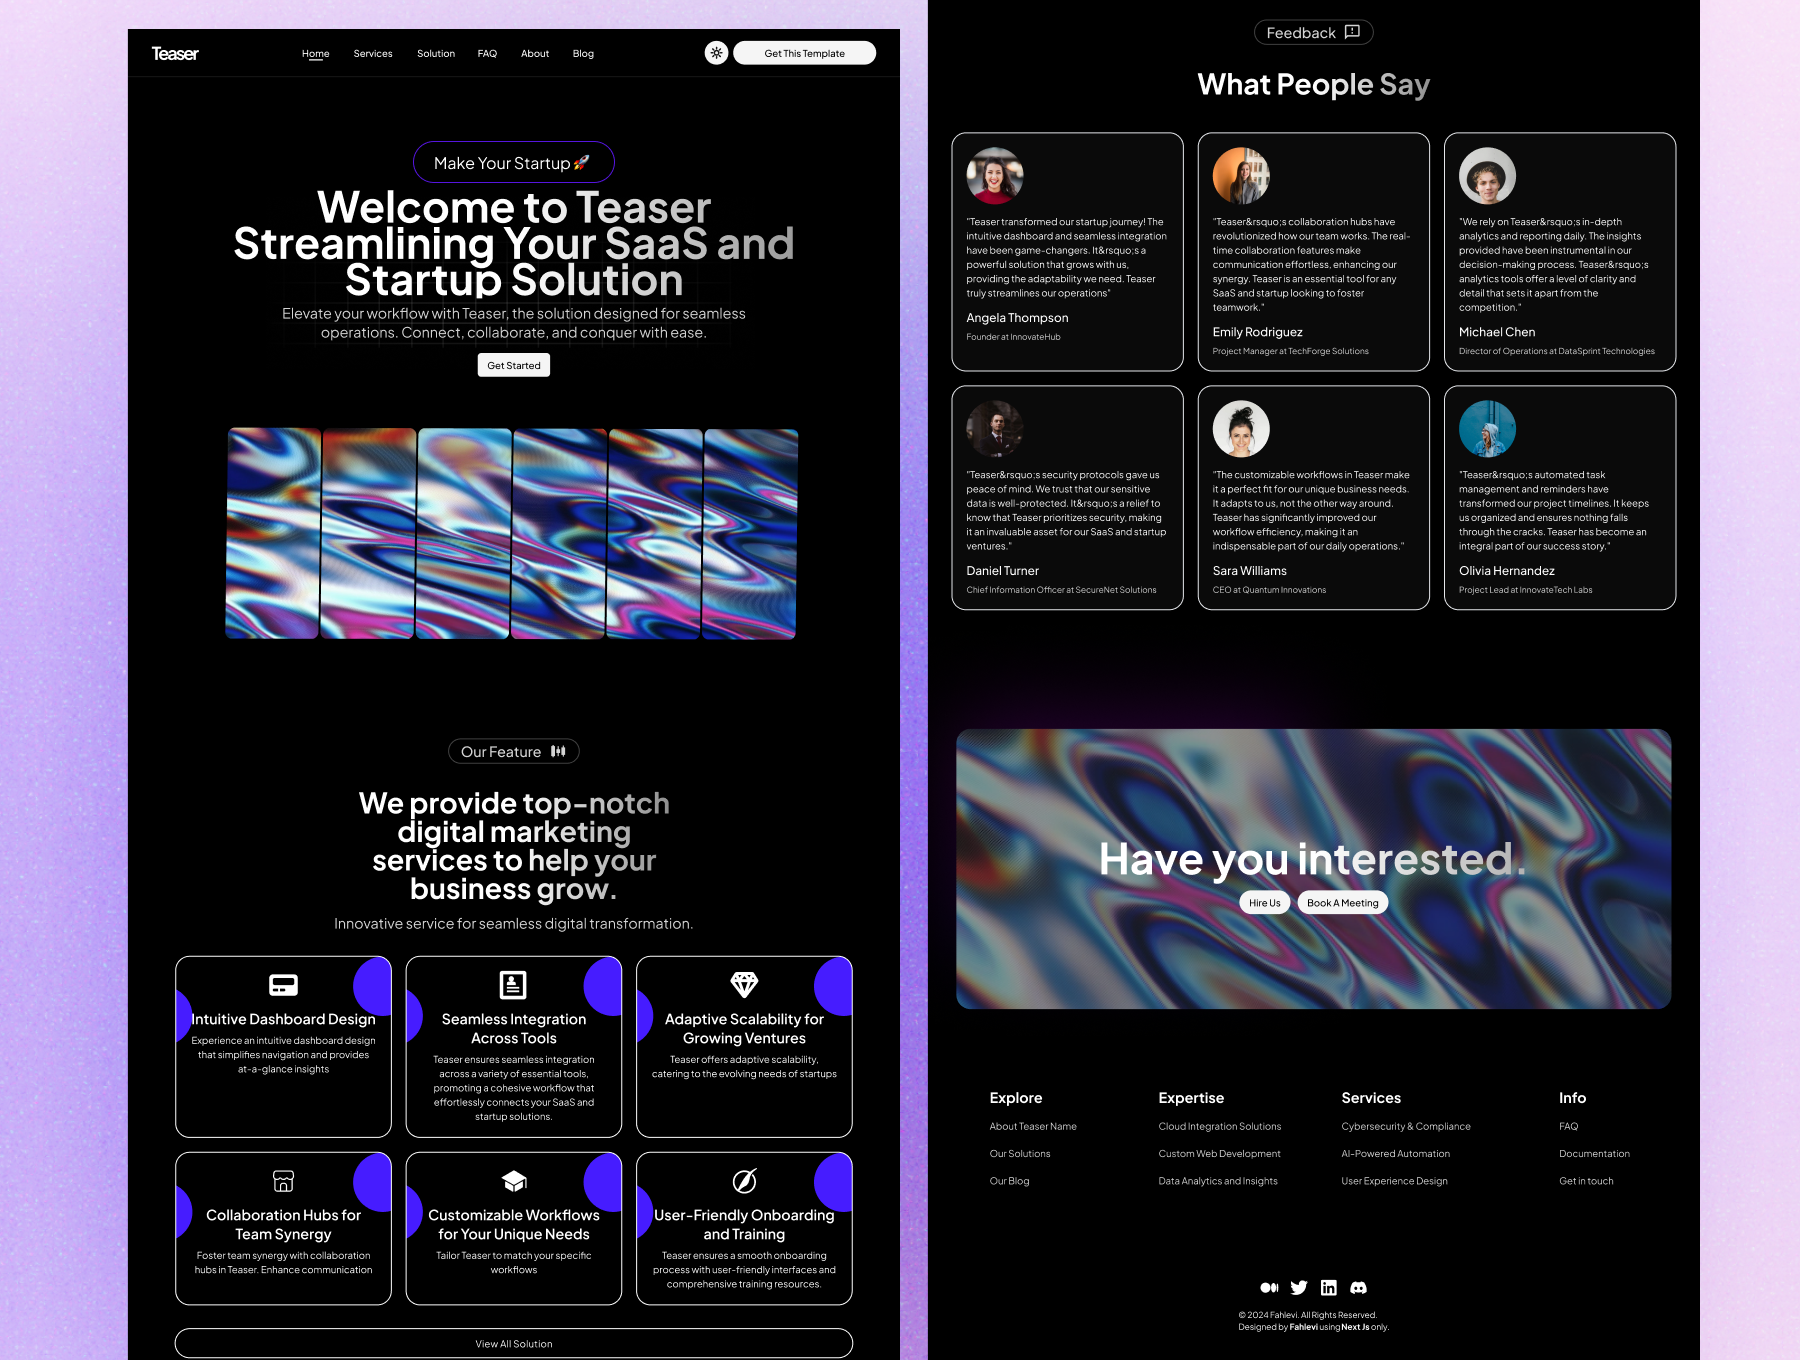 Teaser
Home Services Solution FAQ About Blog
Get This Template
Make Your Startup 🚀
Welcome to Teaser
Streamlining Your SaaS and
Startup Solution
Elevate your workflow with Teaser, the solution designed for seamless
operations. Connect, collaborate, and conquer with ease.
Get Started
Our Feature
We provide top-notch
digital marketing
services to help your
business grow.
Innovative service for seamless digital transformation.
Intuitive Dashboard Design
Experience an intuitive dashboard design
that simplifies navigation and provides
at-a-glance insights
Seamless Integration
Across Tools
Teaser ensures seamless integration
across a variety of essential tools,
promoting a cohesive workflow that
effortlessly connects your SaaS and
startup solutions.
Adaptive Scalability for
Growing Ventures
Teaser offers adaptive scalability,
catering to the evolving needs of startups
Collaboration Hubs for
Team Synergy
Foster team synergy with collaboration
hubs in Teaser. Enhance communication
Customizable Workflows
for Your Unique Needs
Tailor Teaser to match your specific
workflows
User-Friendly Onboarding
and Training
Teaser ensures a smooth onboarding
process with user-friendly interfaces and
comprehensive training resources.
View All Solution
Feedback
What People Say
"Teaser transformed our startup journey! The
intuitive dashboard and seamless integration
have been game-changers. It&rsquo;s a
powerful solution that grows with us,
providing the adaptability we need. Teaser
truly streamlines our operations"
Angela Thompson
Founder at InnovateHub
"Teaser&rsquo;s collaboration hubs have
revolutionized how our team works. The real-
time collaboration features make
communication effortless, enhancing our
synergy. Teaser is an essential tool for any
SaaS and startup looking to foster
teamwork."
Emily Rodriguez
Project Manager at TechForge Solutions
"We rely on Teaser&rsquo;s in-depth
analytics and reporting daily. The insights
provided have been instrumental in our
decision-making process. Teaser&rsquo;s
analytics tools offer a level of clarity and
detail that sets it apart from the
competition."
Michael Chen
Director of Operations at DataSprint Technologies
"Teaser&rsquo;s security protocols gave us
peace of mind. We trust that our sensitive
data is well-protected. It&rsquo;s a relief to
know that Teaser prioritizes security, making
it an invaluable asset for our SaaS and startup
ventures."
Daniel Turner
Chief Information Officer at SecureNet Solutions
"The customizable workflows in Teaser make
it a perfect fit for our unique business needs.
It adapts to us, not the other way around.
Teaser has significantly improved our
workflow efficiency, making it an
indispensable part of our daily operations."
Sara Williams
CEO at Quantum Innovations
"Teaser&rsquo;s automated task
management and reminders have
transformed our project timelines. It keeps
us organized and ensures nothing falls
through the cracks. Teaser has become an
integral part of our success story."
Olivia Hernandez
Project Lead at InnovateTech Labs
Have you interested.
Hire Us
Book A Meeting
Explore
About Teaser Name
Our Solutions
Our Blog
Expertise
Cloud Integration Solutions
Custom Web Development
Data Analytics and Insights
Services
Cybersecurity & Compliance
AI-Powered Automation
User Experience Design
Info
FAQ
Documentation
Get in touch
© 2024 Fahlevi. All Rights Reserved.
Designed by Fahlevi using Next Js only.